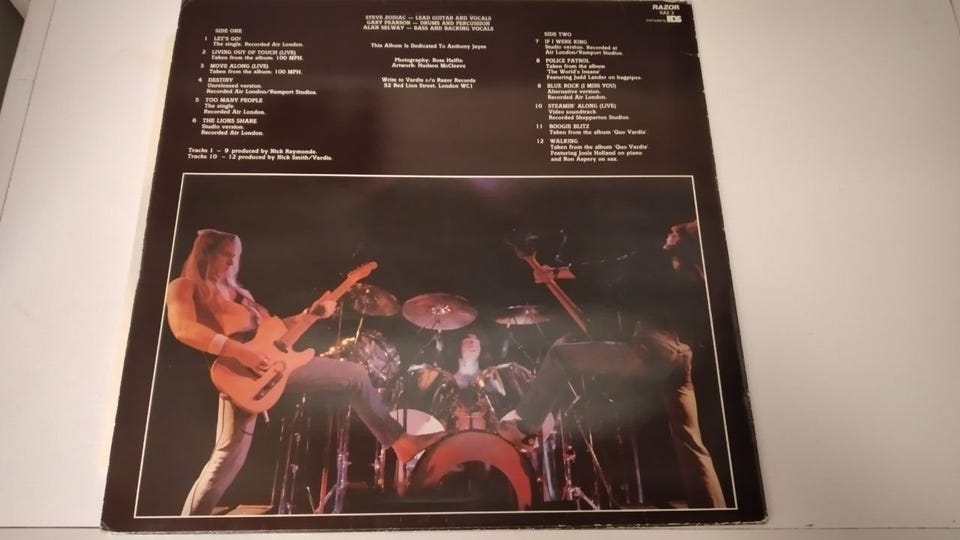 STEVE ZODIAC — LEAD GUITAR AND VOCALS
GARY PEARSON — DRUMS AND PERCUSSION
ALAN SELWAY — BASS AND BACKING VOCALS
This Album Is Dedicated To Anthony Jeyes
Photography: Ross Halfin
Artwork: Hudson McCleeve
Write to Vardis c/o Razor Records
52 Red Lion Street, London WC1
RAZOR
RAZ 3
IDS
SIDE ONE
1 LET'S GO!
The single. Recorded Air London.
2 LIVING OUT OF TOUCH (LIVE)
Taken from the album: 100 MPH.
3 MOVE ALONG (LIVE)
Taken from the album: 100 MPH.
4 DESTINY
Unreleased version.
Recorded Air London/Ramport Studios.
5 TOO MANY PEOPLE
The single.
Recorded Air London.
6 THE LIONS SHARE
Studio version.
Recorded Air London.
Tracks 1 – 9 produced by Nick Raymonde.
Tracks 10 – 12 produced by Nick Smith/Vardis.
SIDE TWO
7 IF I WERE KING
Studio version. Recorded at
Air London/Ramport Studios.
8 POLICE PATROL
Taken from the album
'The World's Insane'
Featuring Judd Lander on bagpipes.
9 BLUE ROCK (I MISS YOU)
Alternative version.
Recorded Air London.
10 STEAMIN' ALONG (LIVE)
Video soundtrack.
Recorded Shepperton Studios.
11 BOOGIE BLITZ
Taken from the album 'Quo Vardis'.
12 WALKING
Taken from the album 'Quo Vardis'
Featuring Jools Holland on piano
and Ron Aspery on sax.